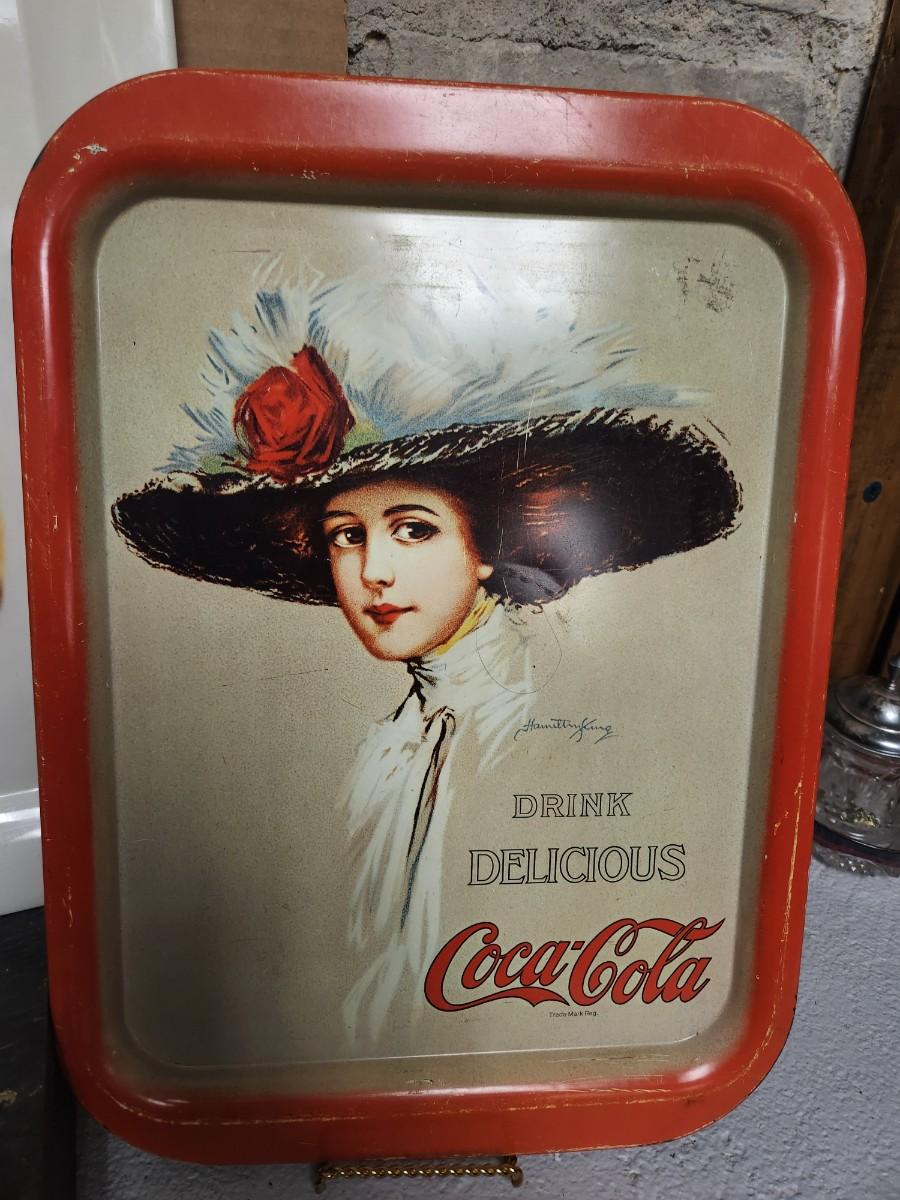 Hamilton King
DRINK
DELICIOUS
Coca-Cola
Trade Mark Reg.